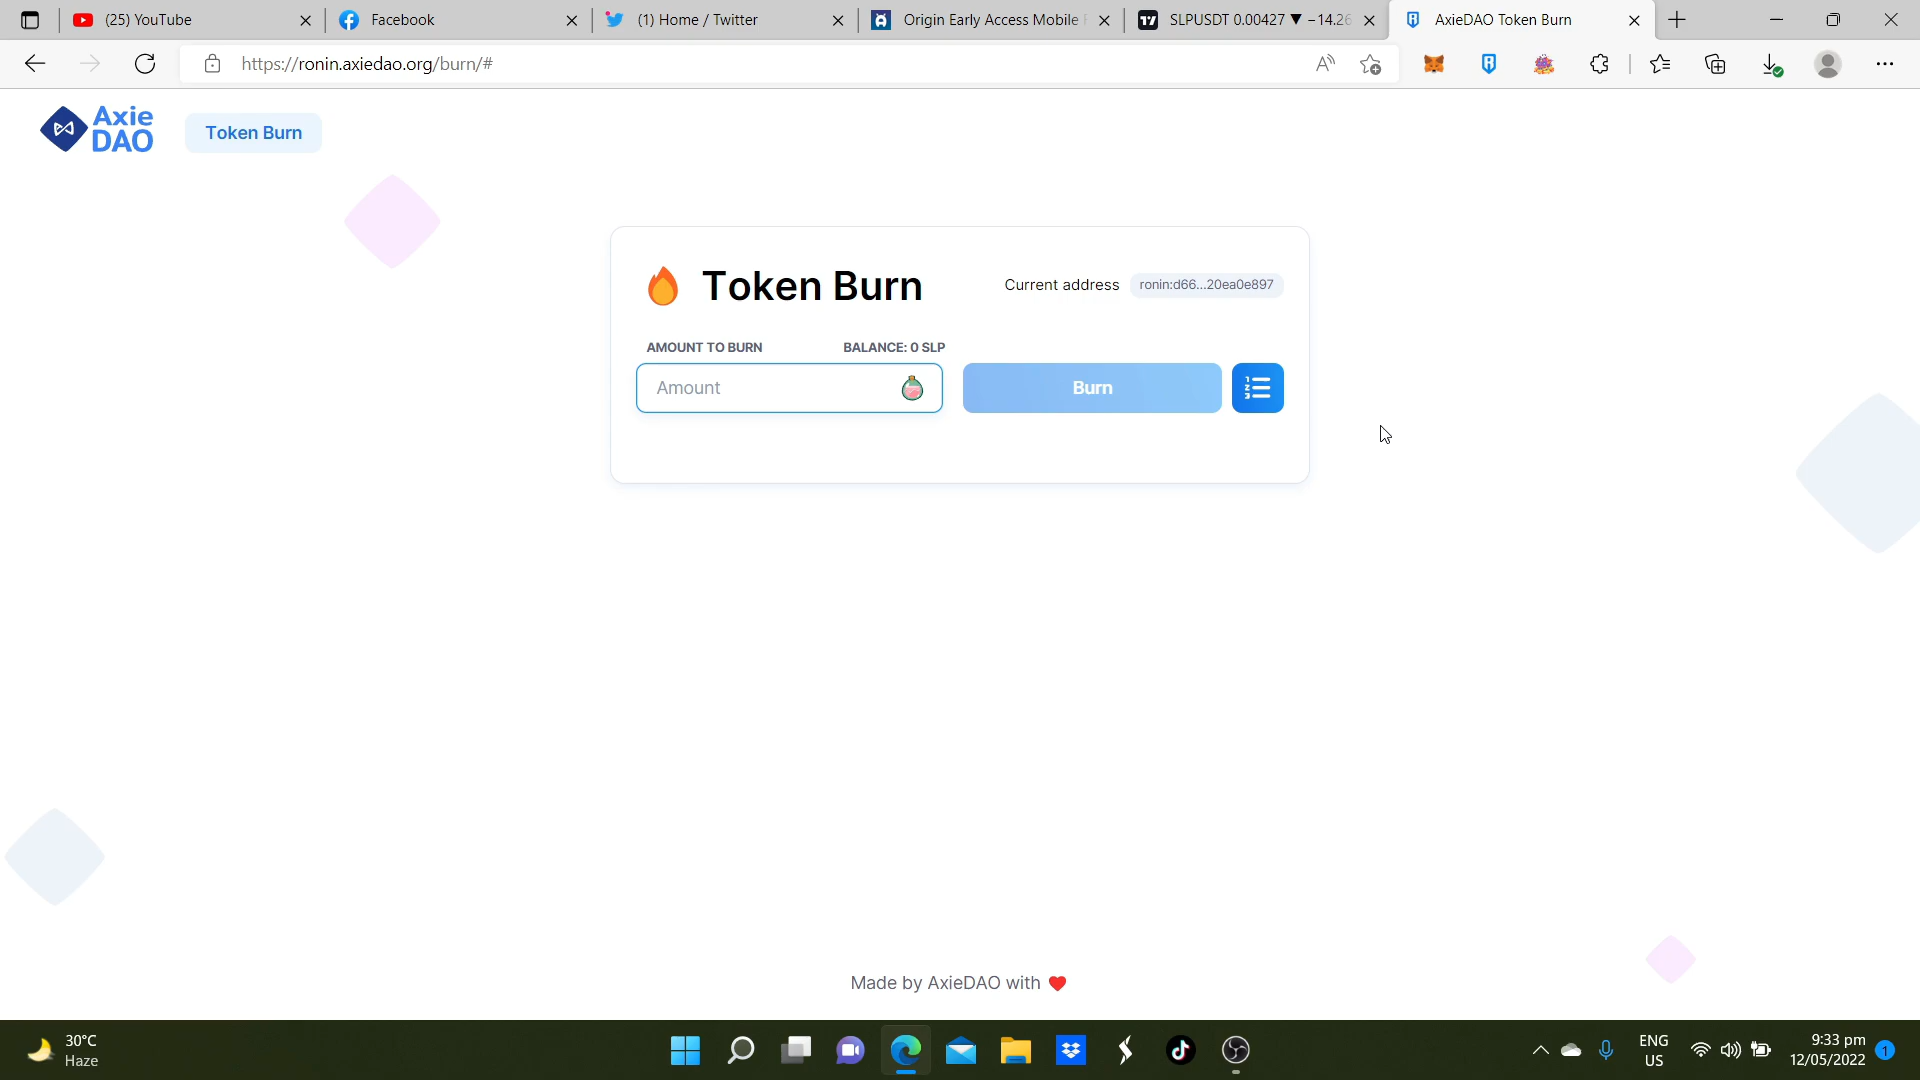 (25) YouTube
Facebook
(1) Home / Twitter
Origin Early Access Mobile
SLPUSDT 0.00427 ▼ −14.26
AxieDAO Token Burn
https://ronin.axiedao.org/burn/#
Axie
DAO
Token Burn
Token Burn
Current address
ronin:d66...20ea0e897
AMOUNT TO BURN
BALANCE: 0 SLP
Amount
Burn
Made by AxieDAO with
30°C
Haze
ENG
US
9:33 pm
12/05/2022
1